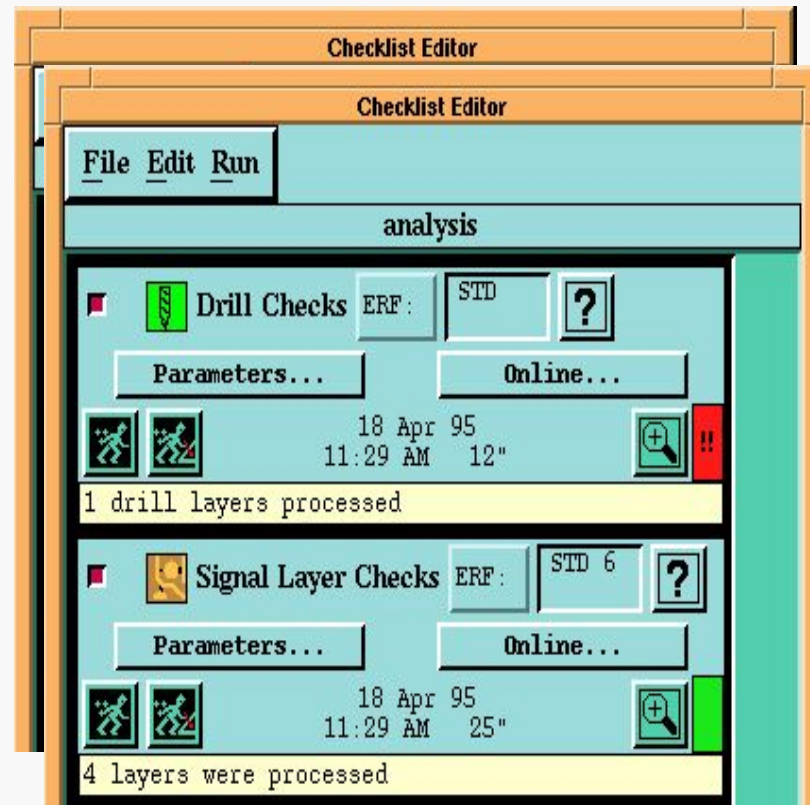 Checklist Editor
Checklist Editor
File Edit Run
analysis
Drill Checks ERF: STD ?
Parameters... Online...
18 Apr 95
11:29 AM 12" !!
1 drill layers processed
Signal Layer Checks ERF: STD 6 ?
Parameters... Online...
18 Apr 95
11:29 AM 25"
4 layers were processed